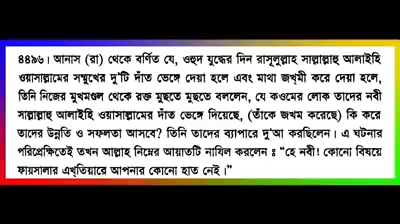 ৪৪৯৬। আনাস (রা) থেকে বর্ণিত যে, ওহুদ যুদ্ধের দিন রাসূলুল্লাহ সাল্লাল্লাহু আলাইহি
ওয়াসাল্লামের সম্মুখের দু'টি দাঁত ভেঙ্গে দেয়া হলে এবং মাথা জখ্মী করে দেয়া হলে,
তিনি নিজের মুখমণ্ডল থেকে রক্ত মুছতে মুছতে বললেন, যে কওমের লোক তাদের নবী
সাল্লাল্লাহু আলাইহি ওয়াসাল্লামের দাঁত ভেঙ্গে দিয়েছে, (তাঁকে জখম করেছে) কি করে
তাদের উন্নতি ও সফলতা আসবে? তিনি তাদের ব্যাপারে দু'আ করছিলেন। এ ঘটনার
পরিপ্রেক্ষিতেই তখন আল্লাহ নিম্নের আয়াতটি নাযিল করলেন ঃ “হে নবী! কোনো বিষয়ে
ফায়সালার এখ্তিয়ারে আপনার কোনো হাত নেই।”